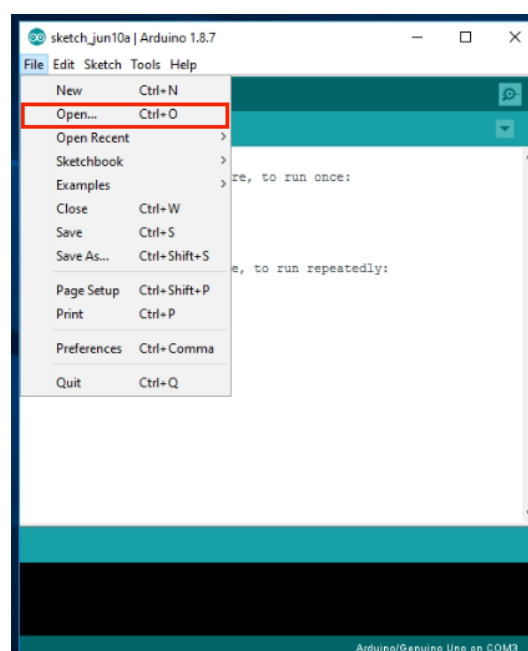 sketch_jun10a | Arduino 1.8.7
File Edit Sketch Tools Help
New Ctrl+N
Open... Ctrl+O
Open Recent
Sketchbook
Examples
re, to run once:
Close Ctrl+W
Save Ctrl+S
Save As... Ctrl+Shift+S
e, to run repeatedly:
Page Setup Ctrl+Shift+P
Print Ctrl+P
Preferences Ctrl+Comma
Quit Ctrl+Q
Arduino/Genuino Uno on COM3